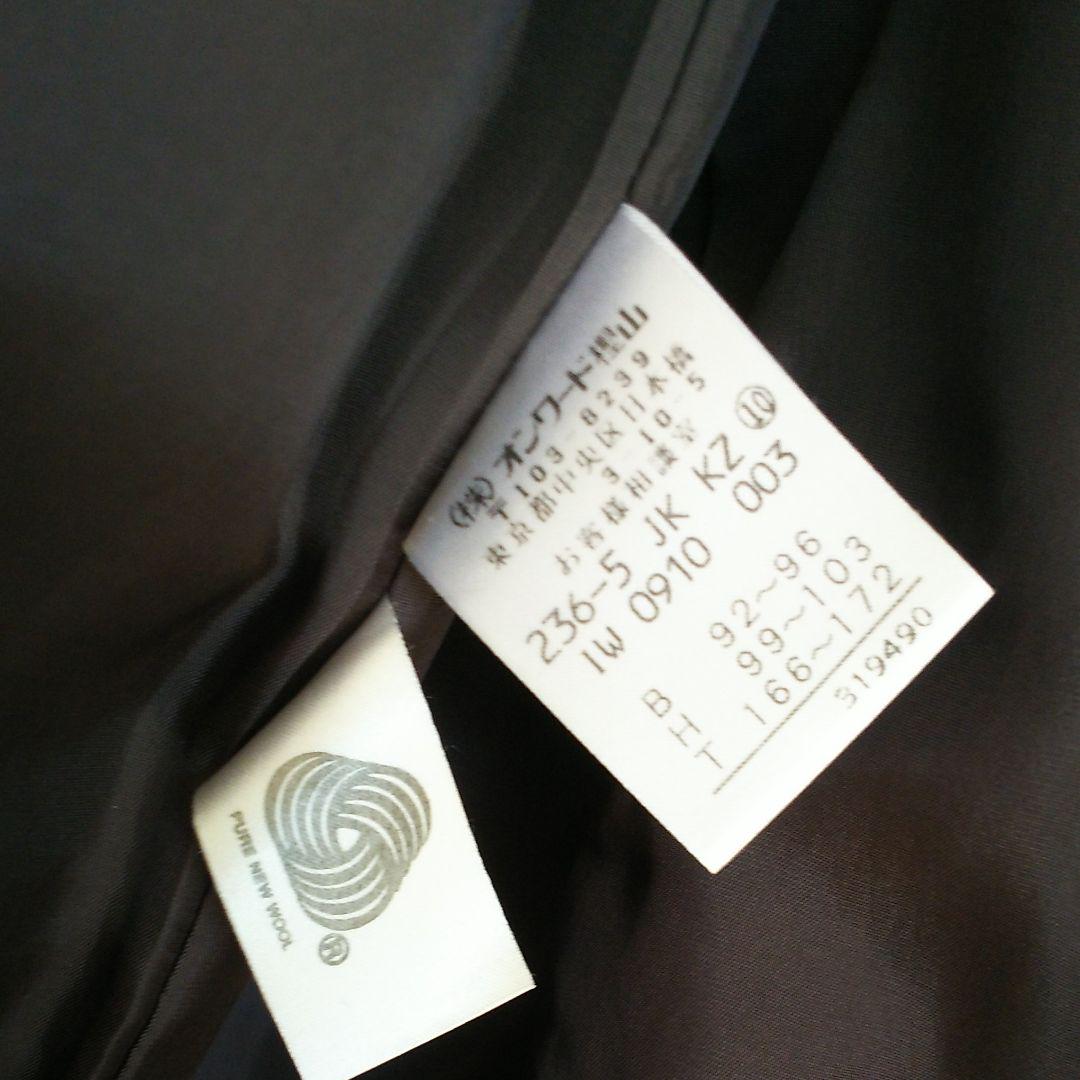 (株)オンワード樫山
〒103-8239
東京都中央区日本橋
3-10-5
お客様相談室
236-5 JK KZ ⑩
1W 0910 003
B 92～96
H 99～103
T 166～172
319490
PURE NEW WOOL
®